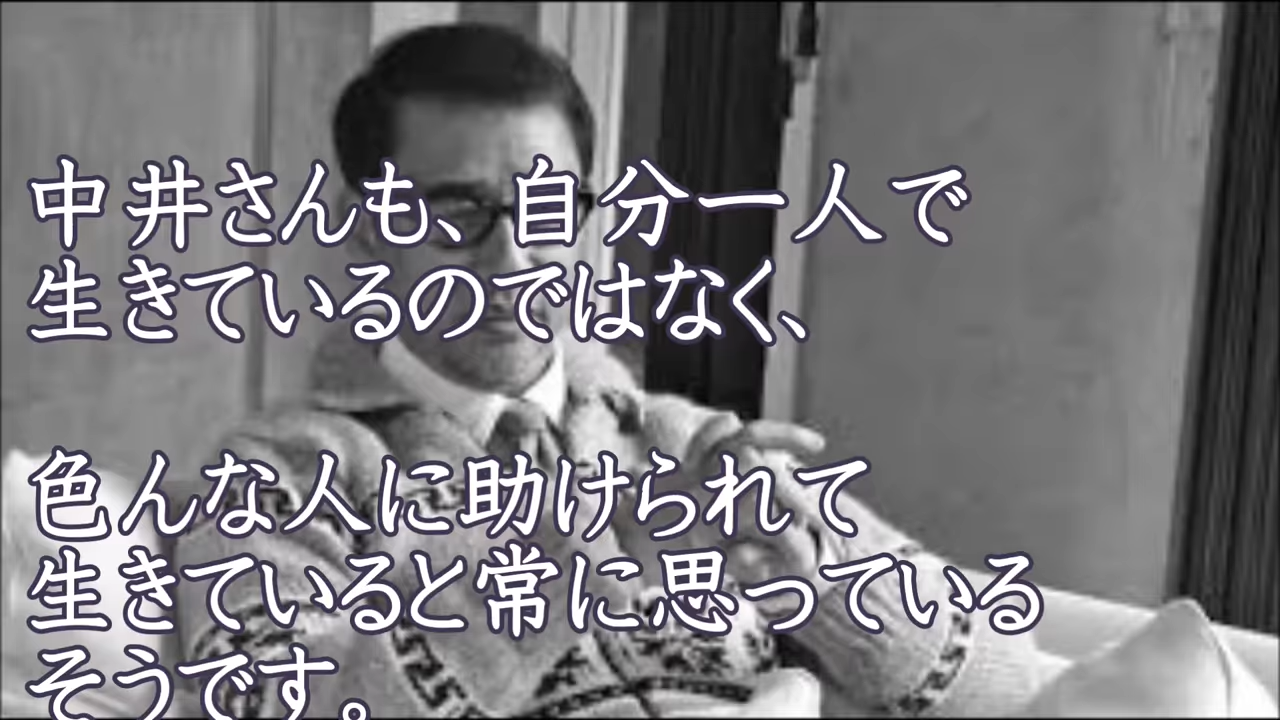 中井さんも、自分一人で
生きているのではなく、
色んな人に助けられて
生きていると常に思っている
そうです。